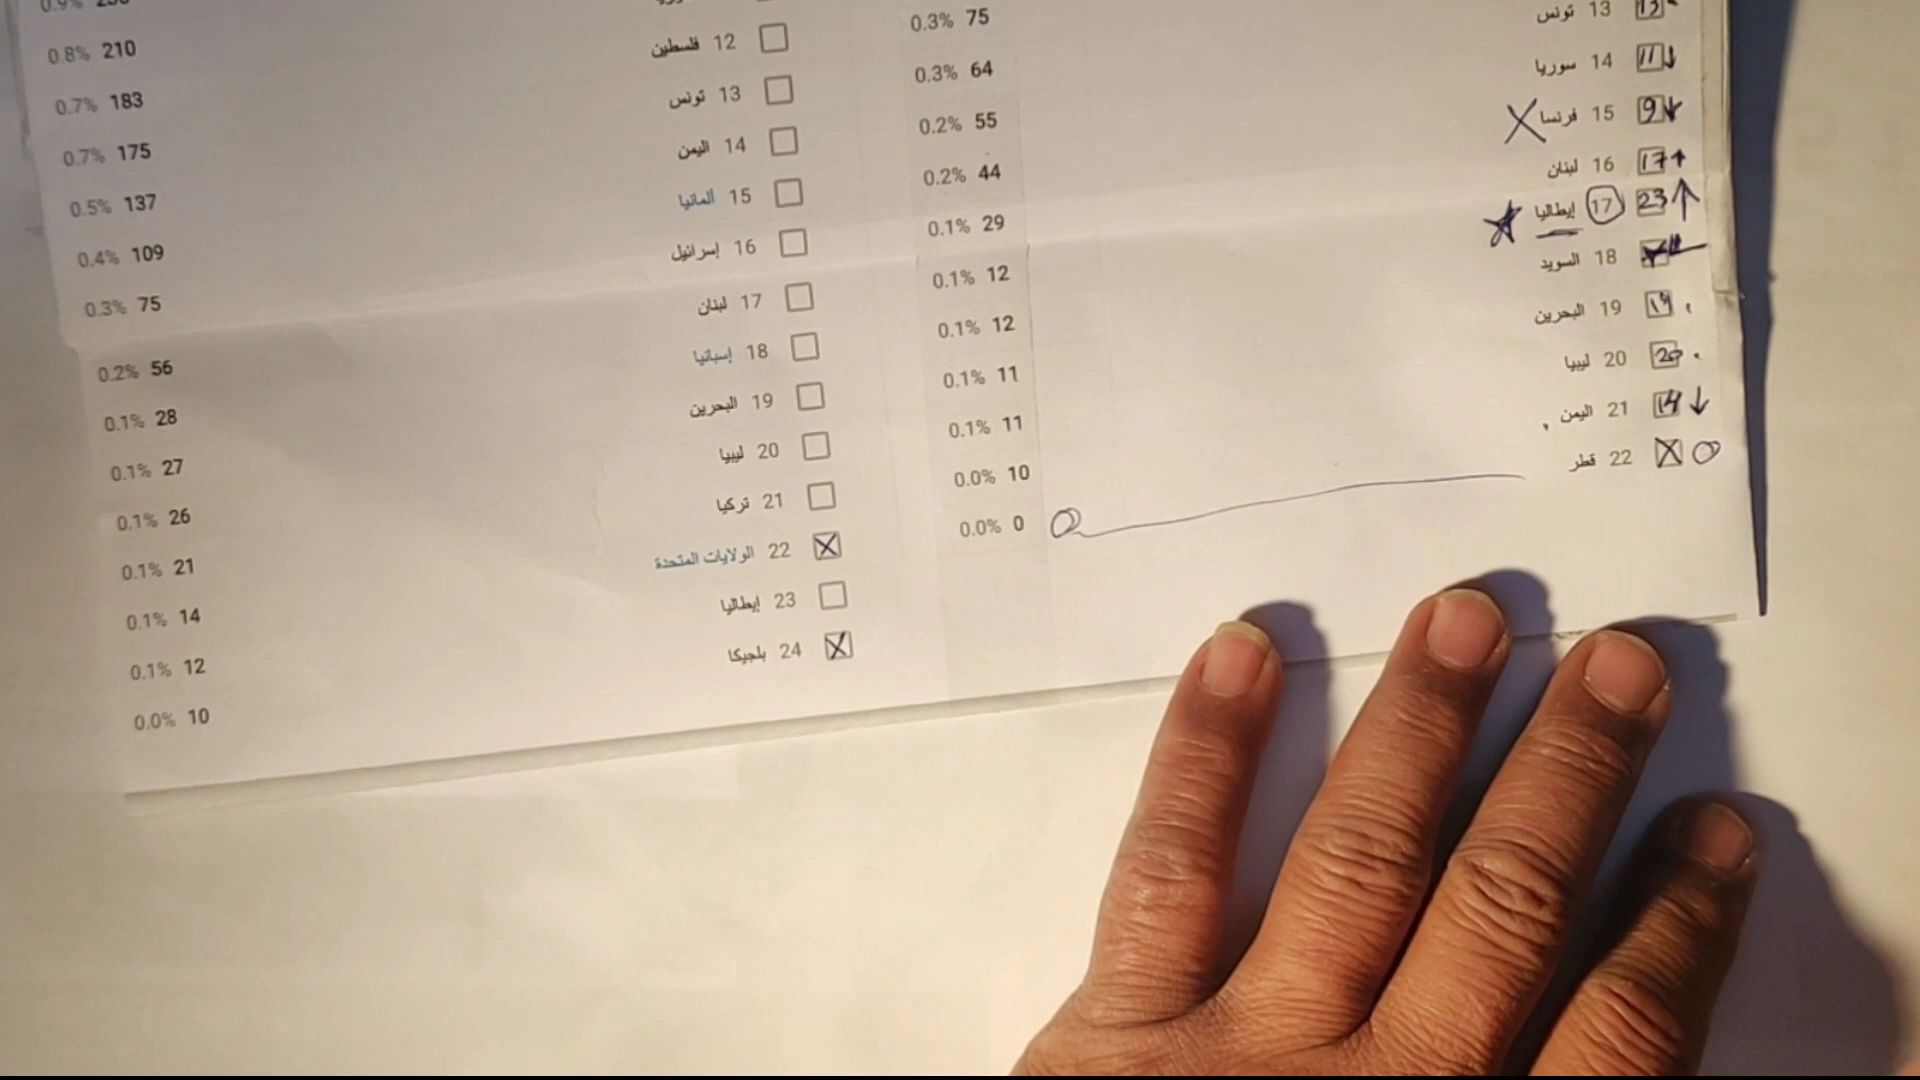 0.3% 75
13 13 تونس 0.3% 64
11↓ 14 سوريا 0.2% 55
9↓ 15 فرنسا X 0.2% 44
17↑ 16 لبنان 0.1% 29
23↑ 17 إيطاليا 0.1% 12
18 السويد 0.1% 12
19 19 البحرين 0.1% 11
20 20 ليبيا 0.1% 11
14↓ 21 اليمن 0.0% 10
X 0 22 قطر 0.0% 0
0.8% 210
12 فلسطين 0.7% 183
13 تونس 0.7% 175
14 اليمن 0.5% 137
15 ألمانيا 0.4% 109
16 إسرائيل 0.3% 75
17 لبنان 0.2% 56
18 إسبانيا 0.1% 28
19 البحرين 0.1% 27
20 ليبيا 0.1% 26
21 تركيا 0.1% 21
X 22 الولايات المتحدة 0.1% 14
23 إيطاليا 0.1% 12
X 24 بلجيكا 0.0% 10